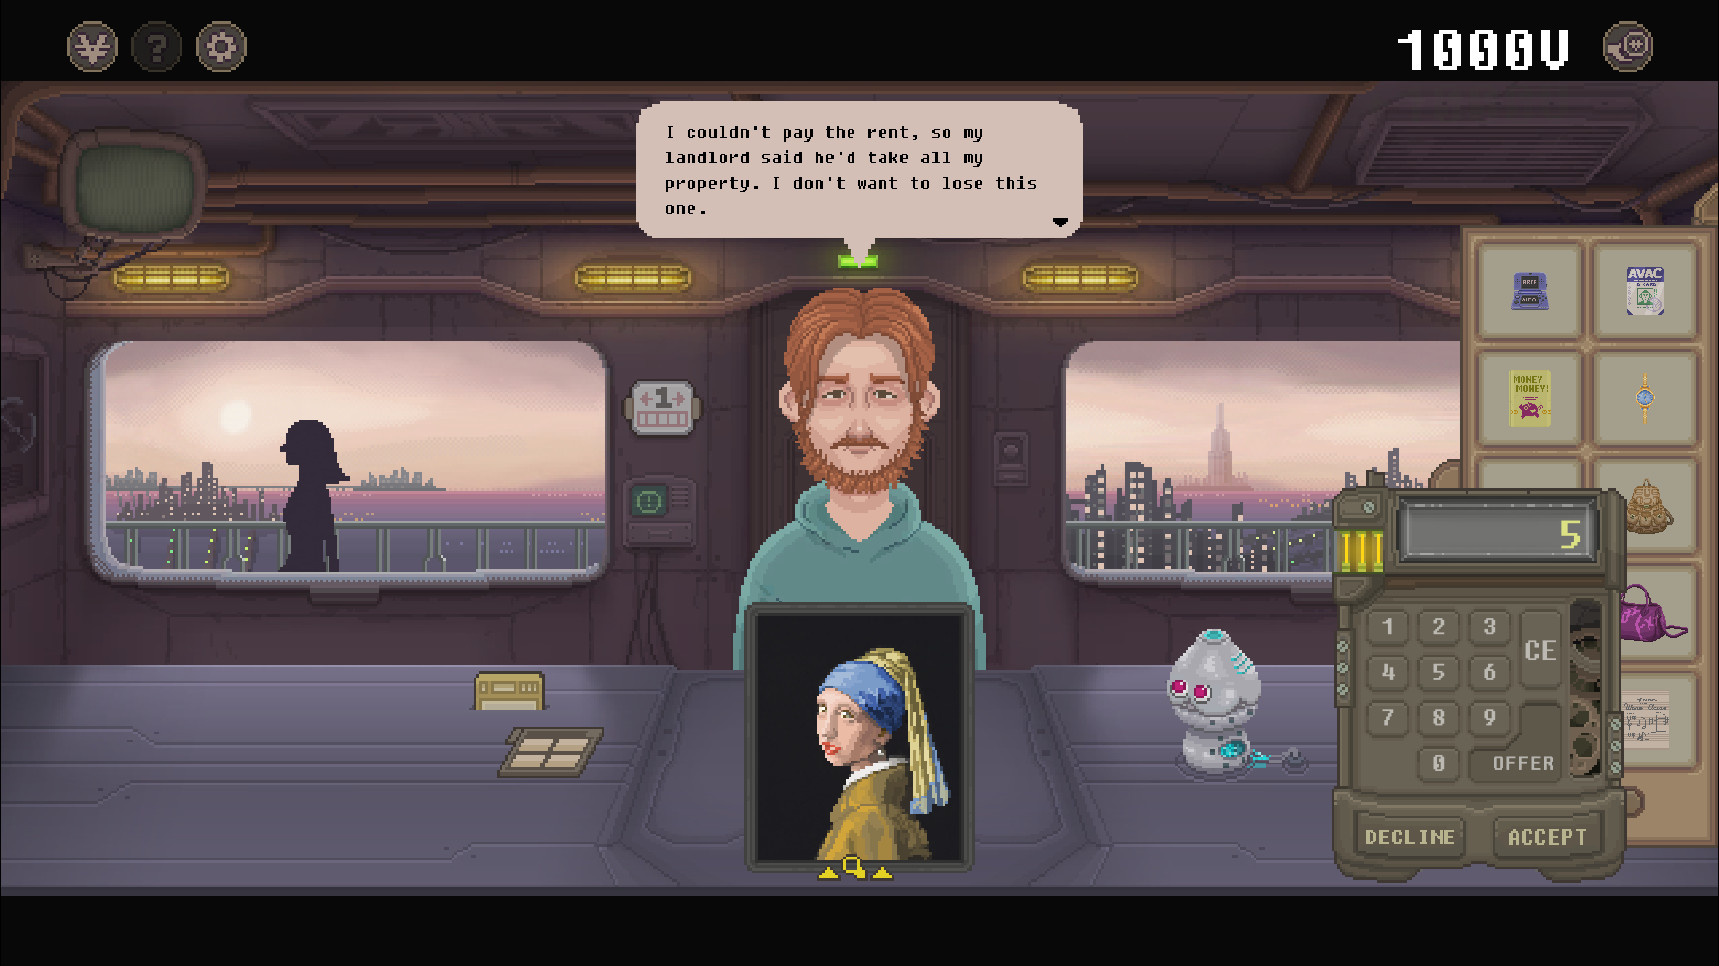 1000V
I couldn't pay the rent, so my
landlord said he'd take all my
property. I don't want to lose this
one.
AVAC
MONEY
MONEY!
1
5
1 2 3 CE
4 5 6
7 8 9
0 OFFER
DECLINE ACCEPT